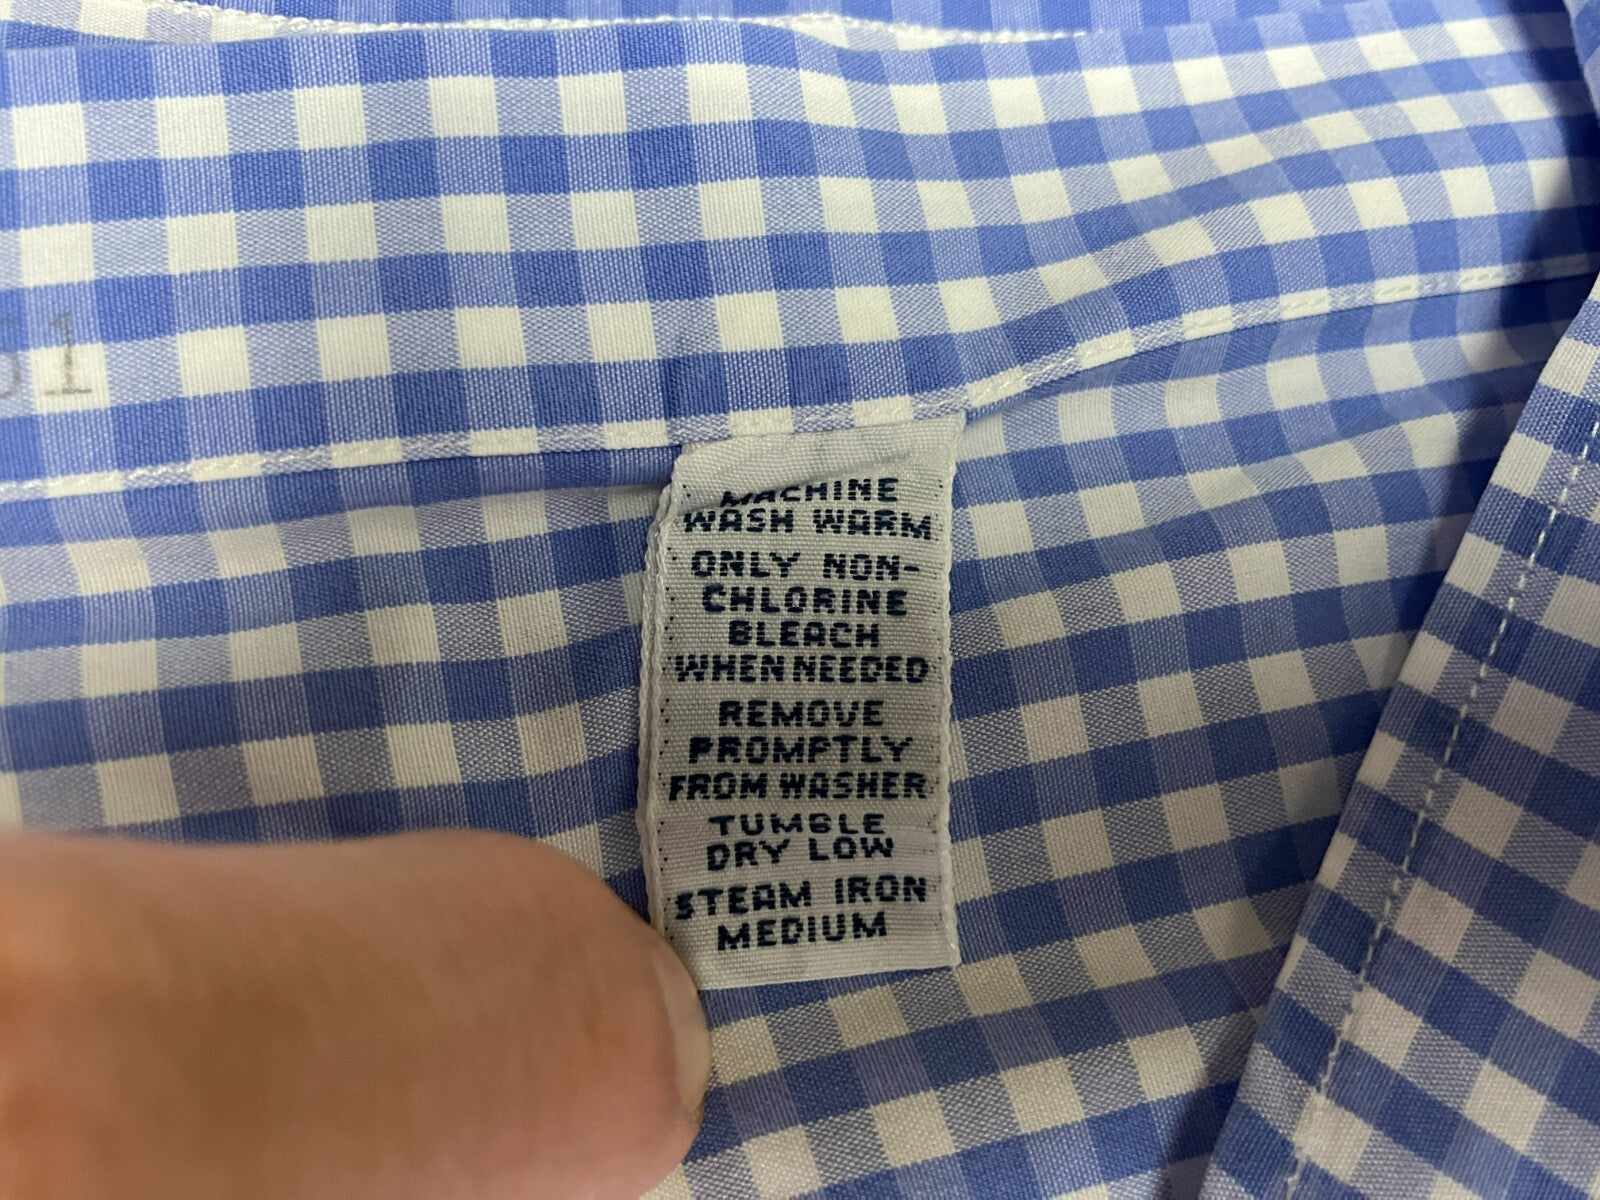 1
MACHINE
WASH WARM
ONLY NON-
CHLORINE
BLEACH
WHEN NEEDED
REMOVE
PROMPTLY
FROM WASHER
TUMBLE
DRY LOW
STEAM IRON
MEDIUM